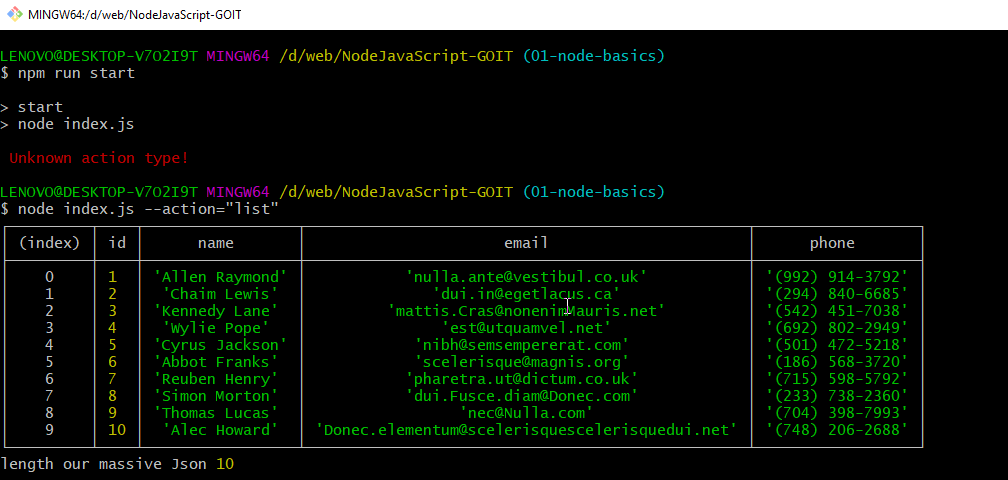 MINGW64:/d/web/NodeJavaScript-GOIT
LENOVO@DESKTOP-V7O2I9T MINGW64 /d/web/NodeJavaScript-GOIT (01-node-basics)
$ npm run start
> start
> node index.js
Unknown action type!
LENOVO@DESKTOP-V7O2I9T MINGW64 /d/web/NodeJavaScript-GOIT (01-node-basics)
$ node index.js --action="list"
(index) id name email phone
0 1 'Allen Raymond' 'nulla.ante@vestibul.co.uk' '(992) 914-3792'
1 2 'Chaim Lewis' 'dui.in@egetlacus.ca' '(294) 840-6685'
2 3 'Kennedy Lane' 'mattis.Cras@nonenimMauris.net' '(542) 451-7038'
3 4 'Wylie Pope' 'est@utquamvel.net' '(692) 802-2949'
4 5 'Cyrus Jackson' 'nibh@semsempererat.com' '(501) 472-5218'
5 6 'Abbot Franks' 'scelerisque@magnis.org' '(186) 568-3720'
6 7 'Reuben Henry' 'pharetra.ut@dictum.co.uk' '(715) 598-5792'
7 8 'Simon Morton' 'dui.Fusce.diam@Donec.com' '(233) 738-2360'
8 9 'Thomas Lucas' 'nec@Nulla.com' '(704) 398-7993'
9 10 'Alec Howard' 'Donec.elementum@scelerisquescelerisquedui.net' '(748) 206-2688'
length our massive Json 10